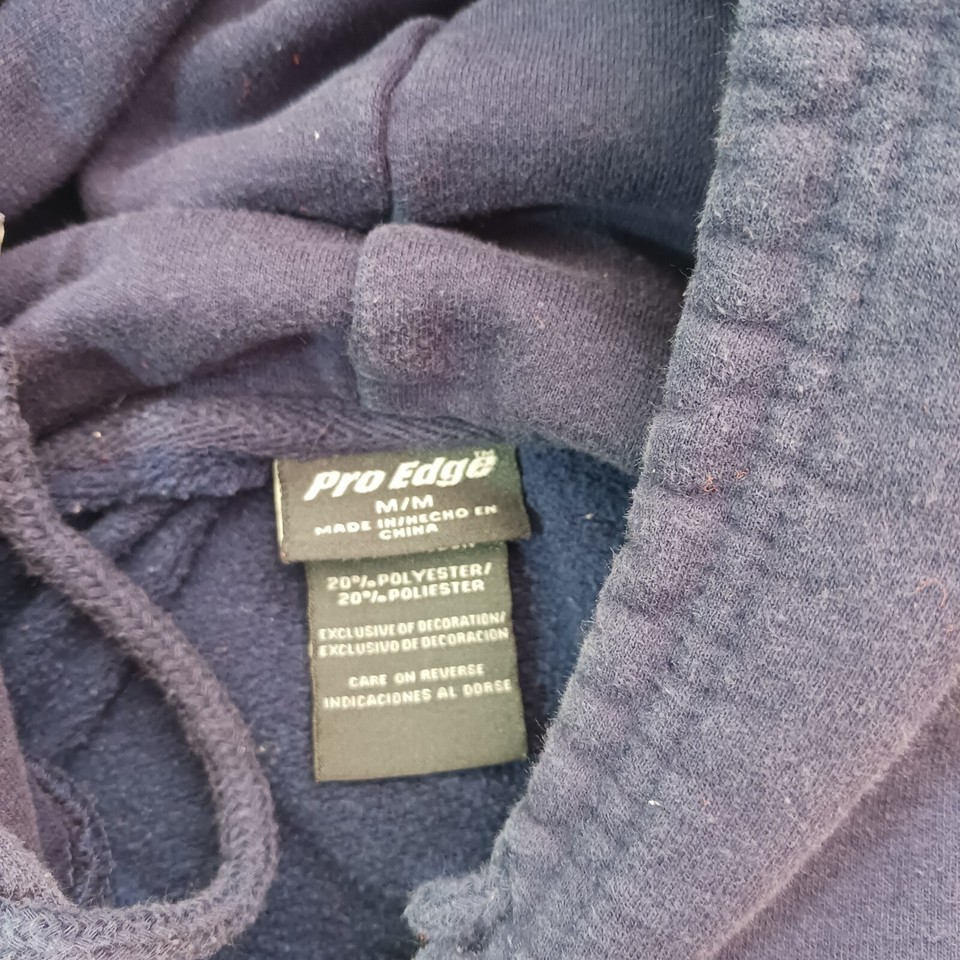 Pro Edge™
M/M
MADE IN/HECHO EN
CHINA
20% POLYESTER/
20% POLIESTER
EXCLUSIVE OF DECORATION/
EXCLUSIVO DE DECORACION
CARE ON REVERSE
INDICACIONES AL DORSE